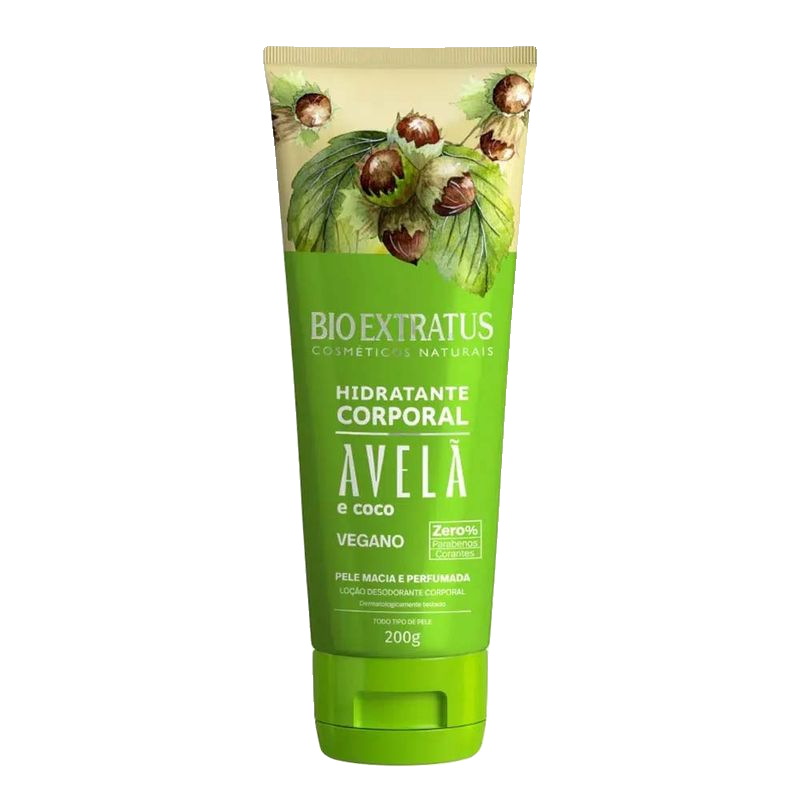 BIO EXTRATUS
COSMÉTICOS NATURAIS
HIDRATANTE
CORPORAL
AVELÃ
e coco
VEGANO
Zero%
Parabenos
Corantes
PELE MACIA E PERFUMADA
LOÇÃO DESODORANTE CORPORAL
Dermatologicamente testado
TODO TIPO DE PELE
200g